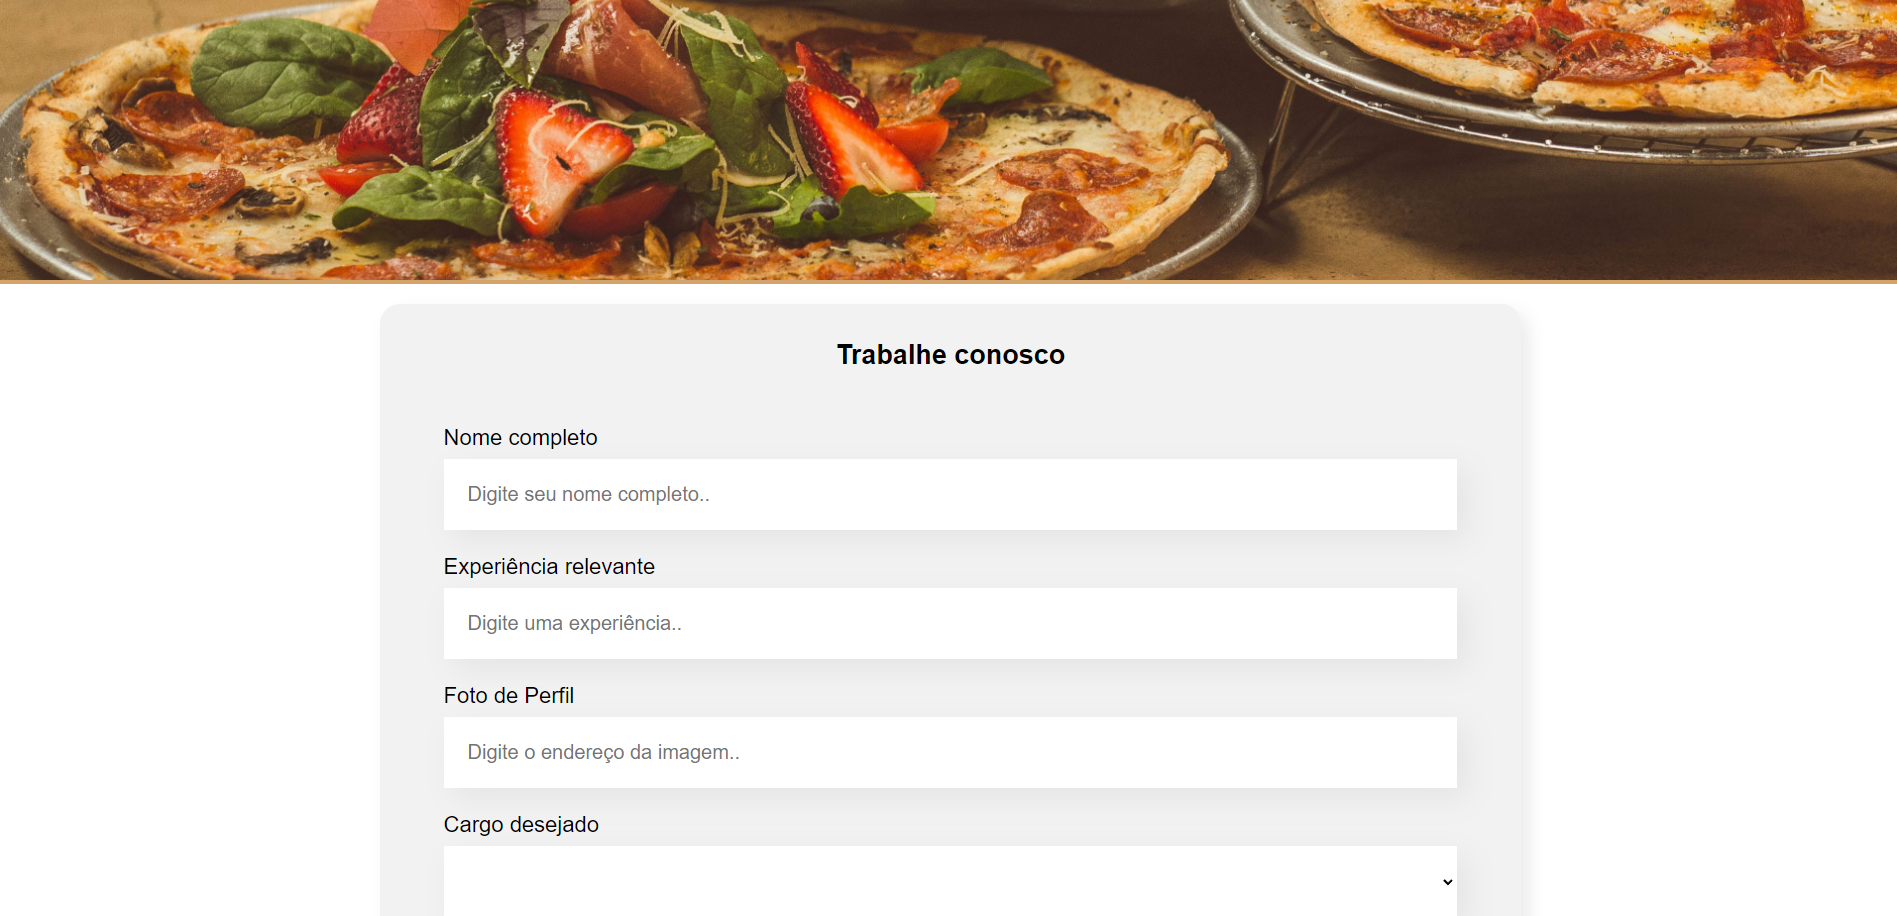 Trabalhe conosco
Nome completo
Digite seu nome completo..
Experiência relevante
Digite uma experiência..
Foto de Perfil
Digite o endereço da imagem..
Cargo desejado